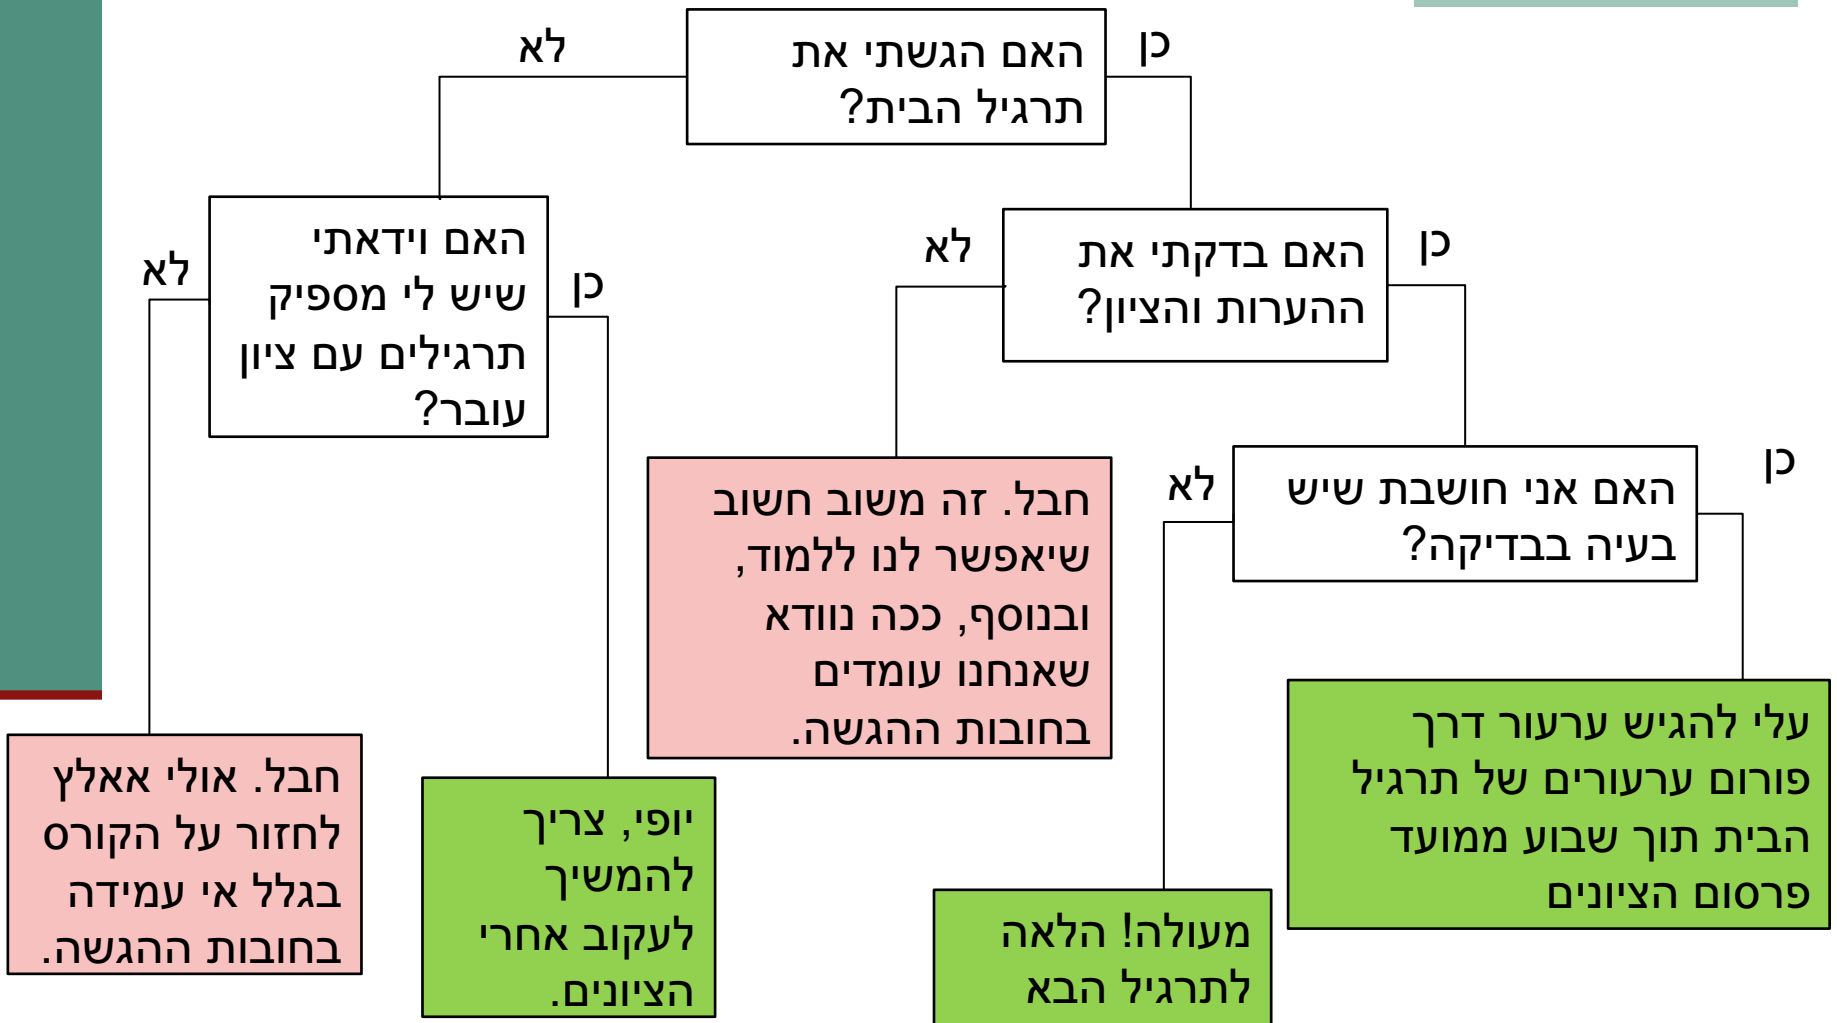 האם הגשתי את
תרגיל הבית?
כן
לא
האם בדקתי את
ההערות והציון?
כן
לא
האם וידאתי
שיש לי מספיק
תרגילים עם ציון
עובר?
כן
לא
האם אני חושבת שיש
בעיה בבדיקה?
כן
לא
חבל. זה משוב חשוב
שיאפשר לנו ללמוד,
ובנוסף, ככה נוודא
שאנחנו עומדים
בחובות ההגשה.
עלי להגיש ערעור דרך
פורום ערעורים של תרגיל
הבית תוך שבוע ממועד
פרסום הציונים
מעולה! הלאה
לתרגיל הבא
יופי, צריך
להמשיך
לעקוב אחרי
הציונים.
חבל. אולי אאלץ
לחזור על הקורס
בגלל אי עמידה
בחובות ההגשה.